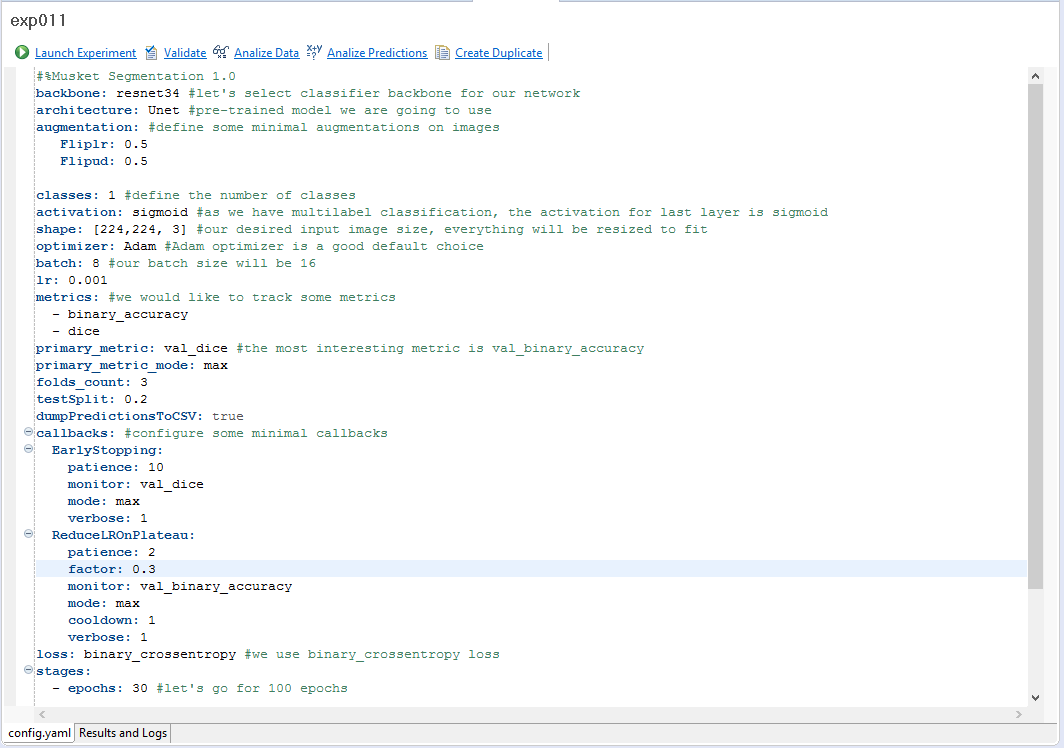 exp011
Launch Experiment Validate Analize Data X+Y =? Analize Predictions Create Duplicate
#%Musket Segmentation 1.0
backbone: resnet34 #let's select classifier backbone for our network
architecture: Unet #pre-trained model we are going to use
augmentation: #define some minimal augmentations on images
   Fliplr: 0.5
   Flipud: 0.5

classes: 1 #define the number of classes
activation: sigmoid #as we have multilabel classification, the activation for last layer is sigmoid
shape: [224,224, 3] #our desired input image size, everything will be resized to fit
optimizer: Adam #Adam optimizer is a good default choice
batch: 8 #our batch size will be 16
lr: 0.001
metrics: #we would like to track some metrics
  - binary_accuracy
  - dice
primary_metric: val_dice #the most interesting metric is val_binary_accuracy
primary_metric_mode: max
folds_count: 3
testSplit: 0.2
dumpPredictionsToCSV: true
callbacks: #configure some minimal callbacks
  EarlyStopping:
    patience: 10
    monitor: val_dice
    mode: max
    verbose: 1
  ReduceLROnPlateau:
    patience: 2
    factor: 0.3
    monitor: val_binary_accuracy
    mode: max
    cooldown: 1
    verbose: 1
loss: binary_crossentropy #we use binary_crossentropy loss
stages:
  - epochs: 30 #let's go for 100 epochs
config.yaml Results and Logs